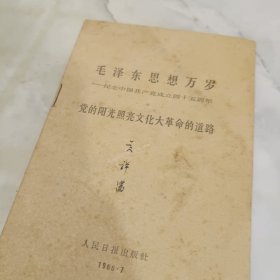 毛泽东思想万岁
——纪念中国共产党成立四十五周年
党的阳光照亮文化大革命的道路
人民日报出版社
1966·7